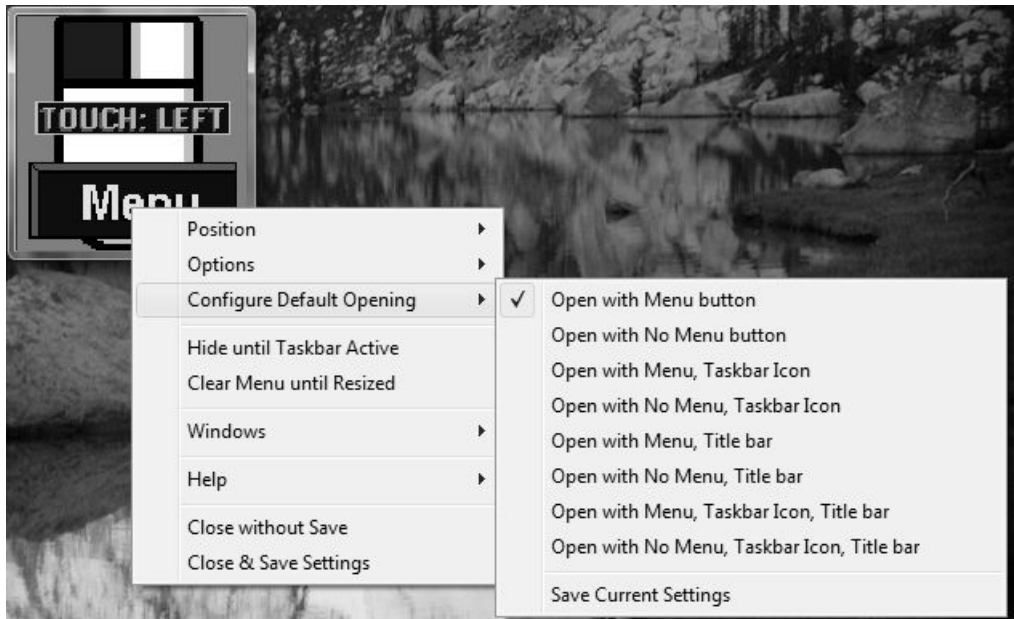 TOUCH: LEFT
Menu
Position
Options
Configure Default Opening
Hide until Taskbar Active
Clear Menu until Resized
Windows
Help
Close without Save
Close & Save Settings
Open with Menu button
Open with No Menu button
Open with Menu, Taskbar Icon
Open with No Menu, Taskbar Icon
Open with Menu, Title bar
Open with No Menu, Title bar
Open with Menu, Taskbar Icon, Title bar
Open with No Menu, Taskbar Icon, Title bar
Save Current Settings